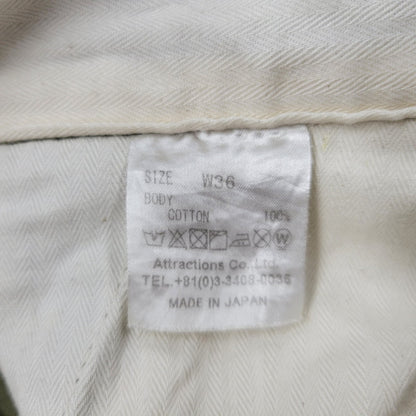 SIZE W36
BODY
COTTON 100%
Attractions Co., Ltd.
TEL.+81(0)3-3408-0036
MADE IN JAPAN